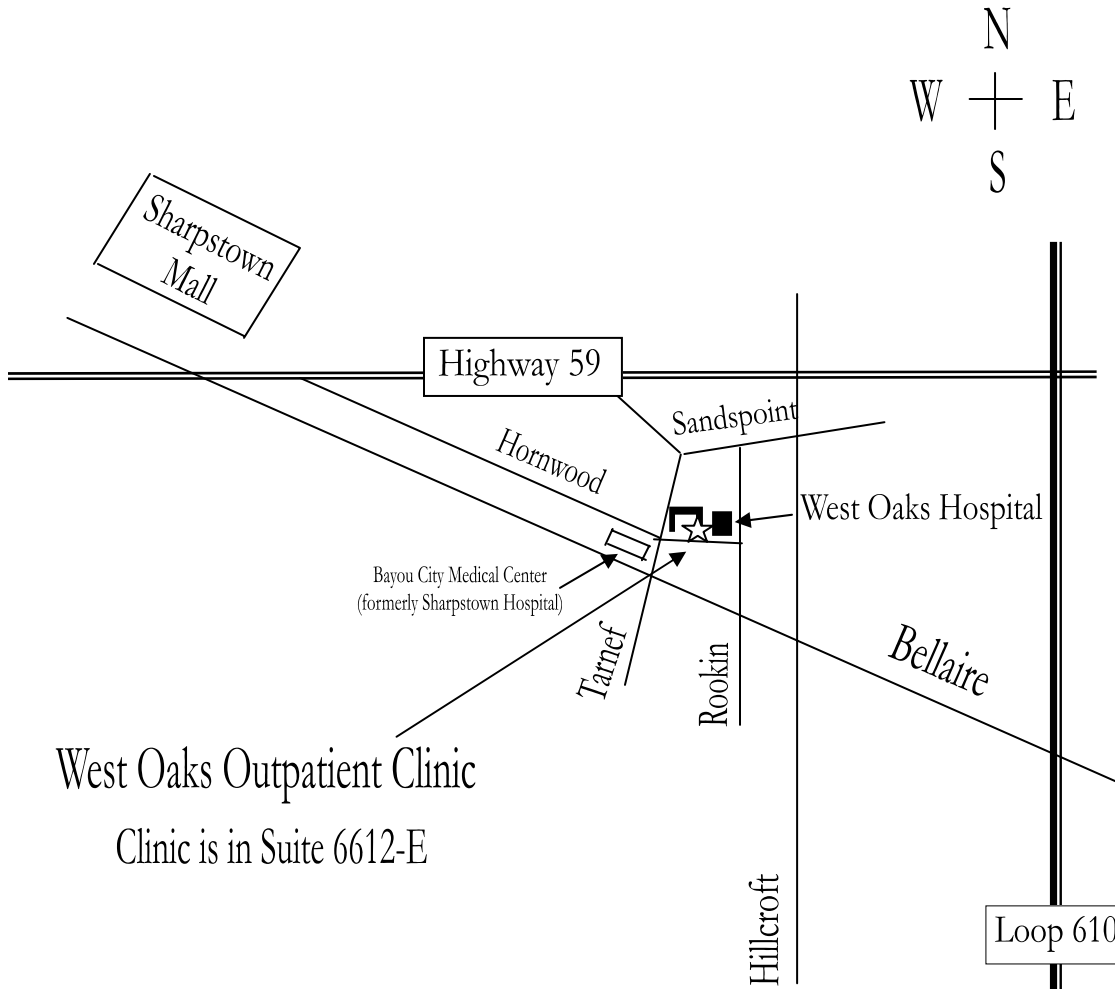 N
W
E
S
Sharpstown
Mall
Highway 59
Sandspoint
Hornwood
West Oaks Hospital
Bayou City Medical Center
(formerly Sharpstown Hospital)
Tarnef
Rookin
Bellaire
West Oaks Outpatient Clinic
Clinic is in Suite 6612-E
Hillcroft
Loop 610